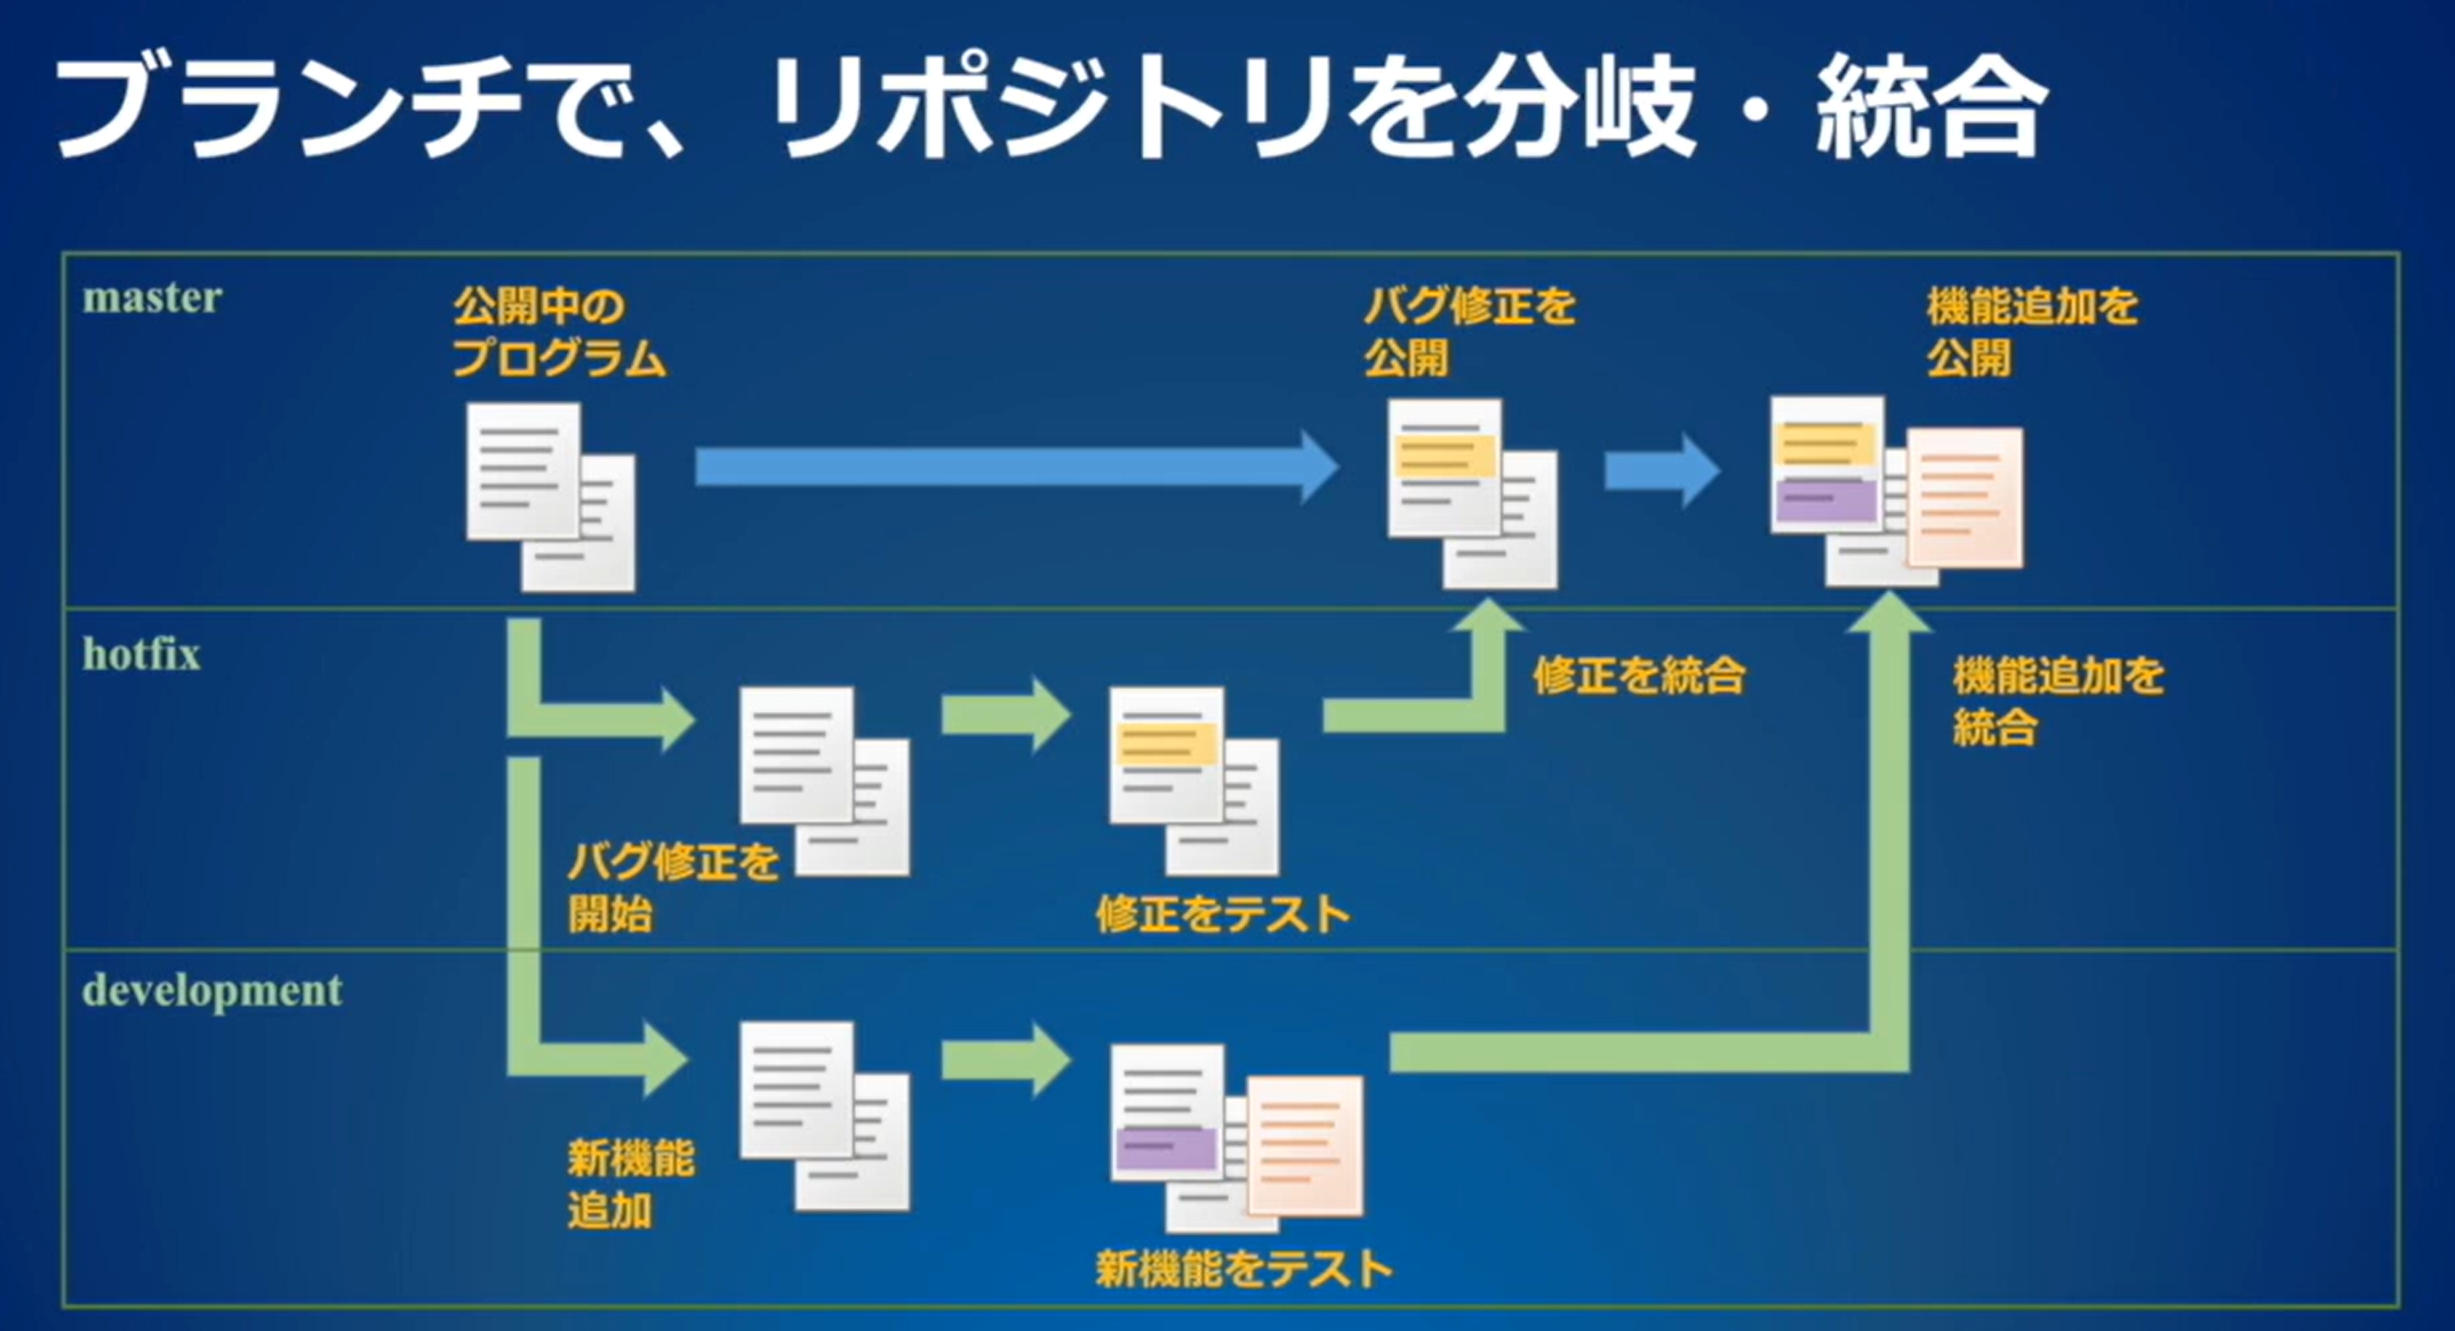 ブランチで、リポジトリを分岐・統合
master
公開中の
プログラム
バグ修正を
公開
機能追加を
公開
hotfix
修正を統合
機能追加を
統合
バグ修正を
開始
修正をテスト
development
新機能
追加
新機能をテスト